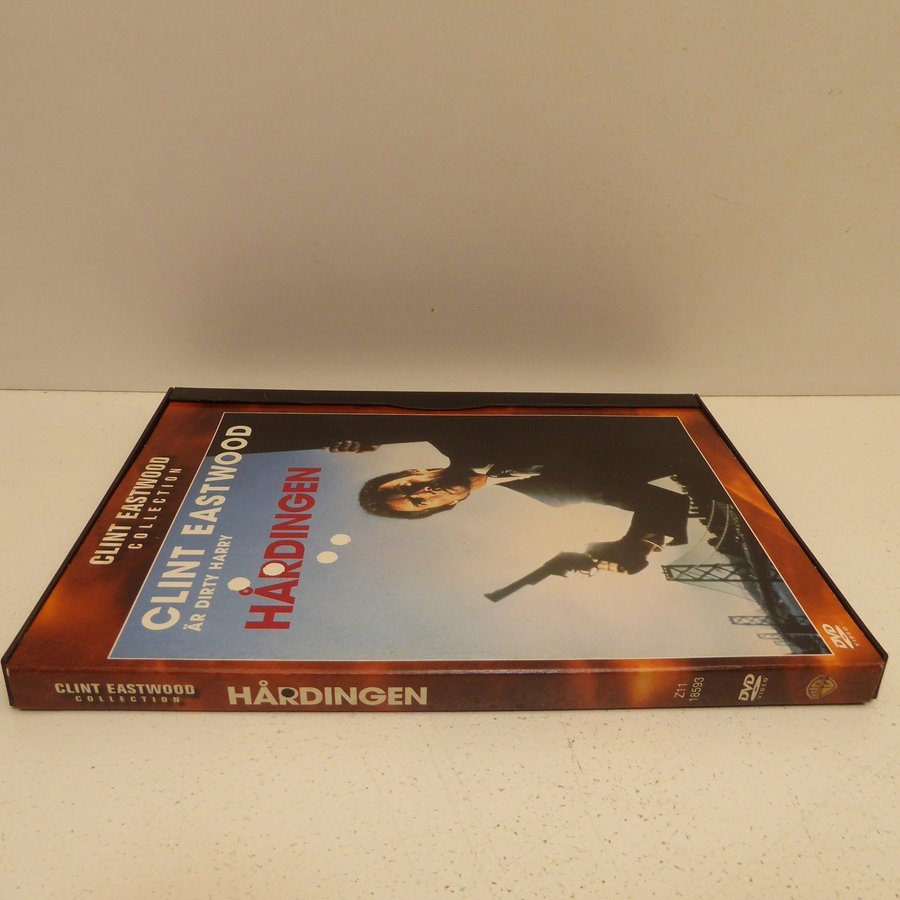 CLINT EASTWOOD
COLLECTION
CLINT EASTWOOD
ÄR DIRTY HARRY
HÅRDINGEN
DVD
VIDEO
CLINT EASTWOOD
COLLECTION
HÅRDINGEN
Z11
18593
DVD
VIDEO